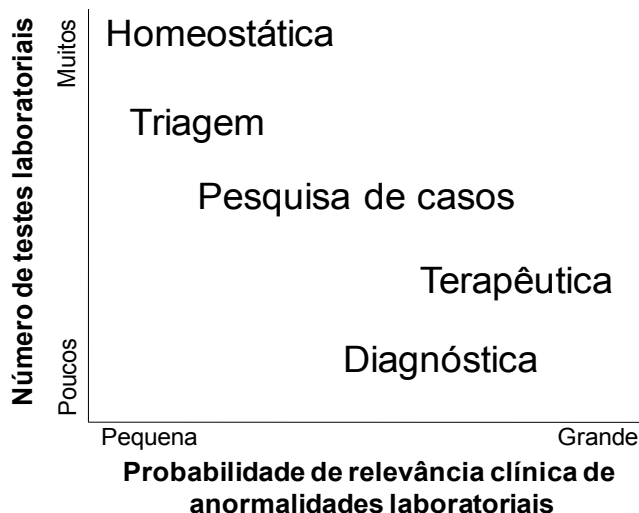 Número de testes laboratoriais
Muitos
Poucos
Homeostática
Triagem
Pesquisa de casos
Terapêutica
Diagnóstica
Pequena
Grande
Probabilidade de relevância clínica de
anormalidades laboratoriais